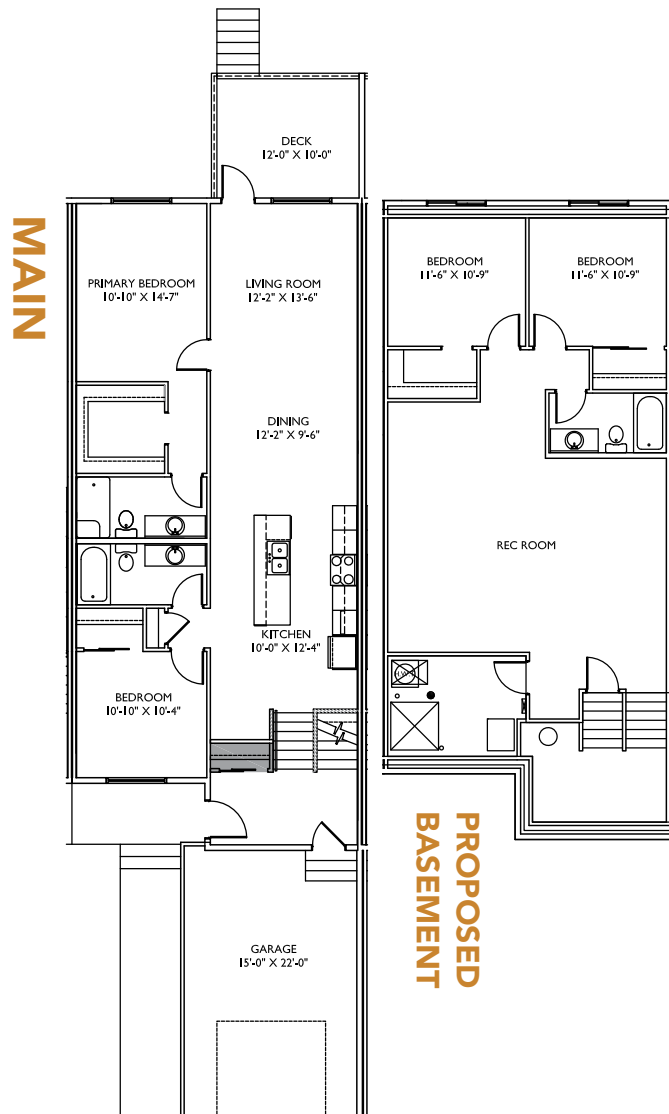 MAIN
DECK
12'-0" X 10'-0"
PRIMARY BEDROOM
10'-10" X 14'-7"
LIVING ROOM
12'-2" X 13'-6"
DINING
12'-2" X 9'-6"
KITCHEN
10'-0" X 12'-4"
BEDROOM
10'-10" X 10'-4"
GARAGE
15'-0" X 22'-0"
BEDROOM
11'-6" X 10'-9"
BEDROOM
11'-6" X 10'-9"
REC ROOM
PROPOSED
BASEMENT